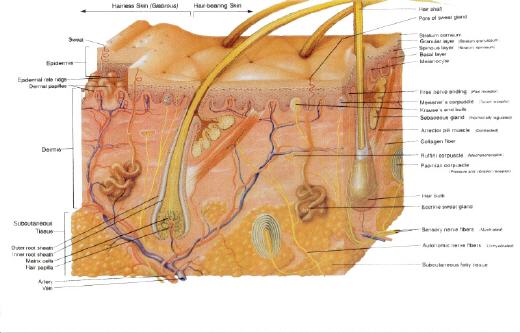 Hairless Skin (Glabrous)
Hair-bearing Skin
Sweat
Epidermis
Epidermal rete ridge
Dermal papillae
Dermis
Subcutaneous
Tissue
Outer root sheath
Inner root sheath
Matrix cells
Hair papilla
Artery
Vein
Hair shaft
Pore of sweat gland
Stratum corneum
Granular layer
Spinous layer
Basal layer
Melanocyte
Free nerve ending
Meissner's corpuscle
Krause's end bulb
Sebaceous gland
Arrector pili muscle
Collagen fiber
Ruffini corpuscle
Pacinian corpuscle
Hair bulb
Eccrine sweat gland
Sensory nerve fibers
Autonomic nerve fibers
Subcutaneous fatty tissue